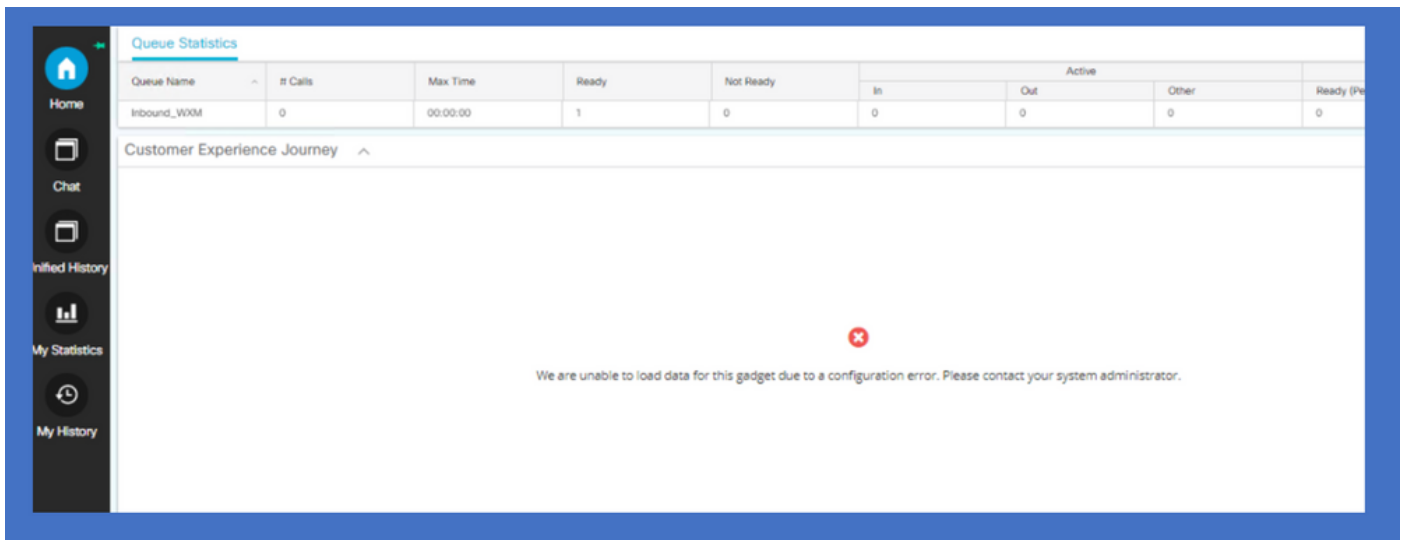 Queue Statistics
Queue Name # Calls Max Time Ready Not Ready Active
In Out Other Ready (Pe
Inbound_WXM 0 00:00:00 1 0 0 0 0 0
Customer Experience Journey
We are unable to load data for this gadget due to a configuration error. Please contact your system administrator.
Home
Chat
nified History
My Statistics
My History